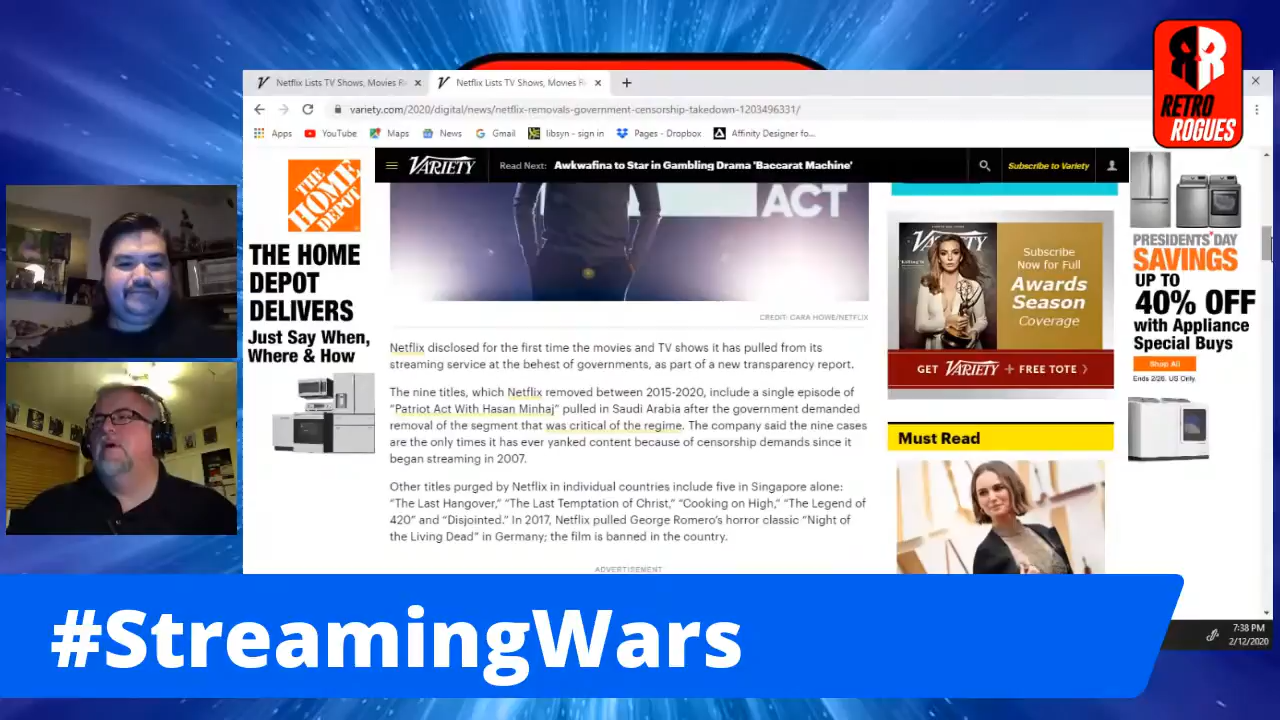 Netflix Lists TV Shows, Movies R
Netflix Lists TV Shows, Movies R
variety.com/2020/digital/news/netflix-removals-government-censorship-takedown-1203496331/
Apps YouTube Maps News Gmail libsyn - sign in Pages - Dropbox Affinity Designer fo...
RETRO
ROGUES
VARIETY Read Next: Awkwafina to Star in Gambling Drama 'Baccarat Machine' Subscribe to Variety
THE
HOME
DEPOT
THE HOME
DEPOT
DELIVERS
Just Say When,
Where & How
ACT
CREDIT: CARA HOWE/NETFLIX
Netflix disclosed for the first time the movies and TV shows it has pulled from its
streaming service at the behest of governments, as part of a new transparency report.
The nine titles, which Netflix removed between 2015-2020, include a single episode of
“Patriot Act With Hasan Minhaj” pulled in Saudi Arabia after the government demanded
removal of the segment that was critical of the regime. The company said the nine cases
are the only times it has ever yanked content because of censorship demands since it
began streaming in 2007.
Other titles purged by Netflix in individual countries include five in Singapore alone:
“The Last Hangover,” “The Last Temptation of Christ,” “Cooking on High,” “The Legend of
420” and “Disjointed.” In 2017, Netflix pulled George Romero’s horror classic “Night of
the Living Dead” in Germany; the film is banned in the country.
ADVERTISEMENT
VARIETY
Subscribe
Now for Full
Awards
Season
Coverage
GET VARIETY + FREE TOTE >
Must Read
PRESIDENTS' DAY
SAVINGS
UP TO
40% OFF
with Appliance
Special Buys
Shop All
Ends 2/26. US Only.
#StreamingWars
7:38 PM
2/12/2020